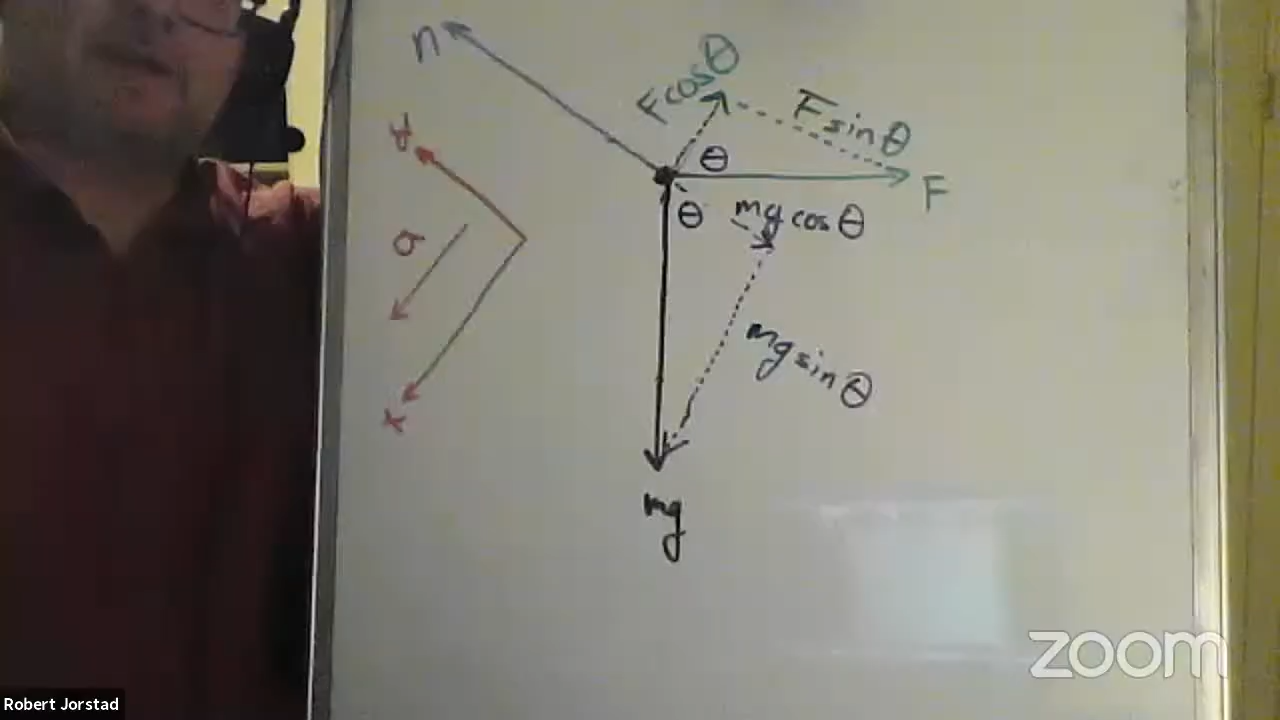 n
F cos θ
F sin θ
y
θ
F
a
θ
mg cos θ
mg sin θ
x
mg
zoom
Robert Jorstad